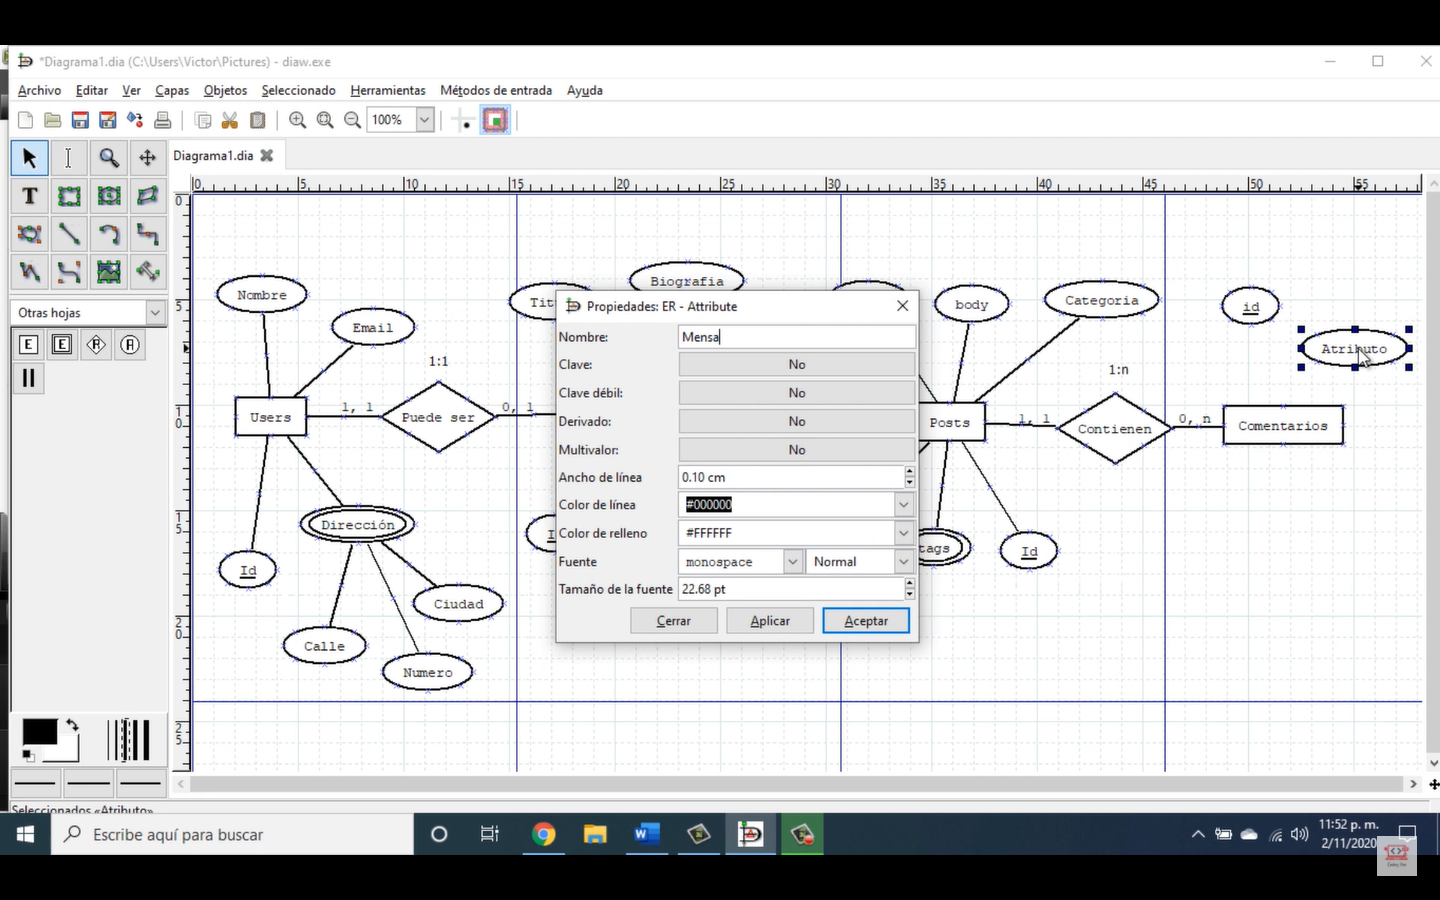 *Diagrama1.dia (C:\Users\Victor\Pictures) - diaw.exe
Archivo Editar Ver Capas Objetos Seleccionado Herramientas Métodos de entrada Ayuda
100%
Diagrama1.dia
0 5 10 15 20 25 30 35 40 45 50 55
0
5
10
15
20
25
Otras hojas
E E R A
Nombre
Email
1:1
Users
1, 1
Puede ser
0, 1
Dirección
Id
Calle
Ciudad
Numero
Biografia
body
Categoria
id
Atributo
1:n
Posts
1, 1
Contienen
0, n
Comentarios
tags
Id
Propiedades: ER - Attribute
Nombre: Mensa
Clave: No
Clave débil: No
Derivado: No
Multivalor: No
Ancho de línea 0.10 cm
Color de línea #000000
Color de relleno #FFFFFF
Fuente monospace Normal
Tamaño de la fuente 22.68 pt
Cerrar Aplicar Aceptar
Seleccionados «Atributo»
Escribe aquí para buscar
11:52 p. m.
2/11/2020